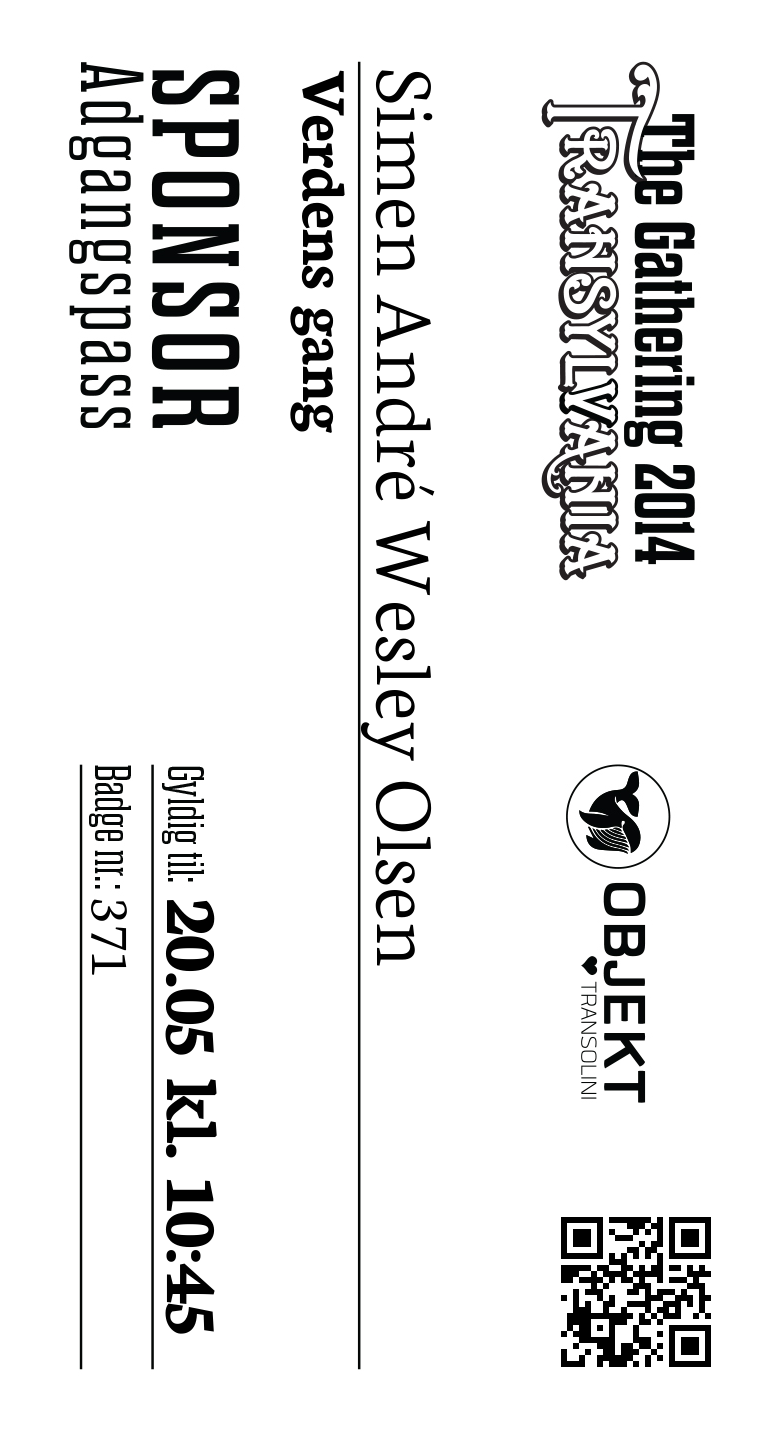 The Gathering 2014
TRANSYLVANIA
OBJEKT
TRANSOLINI
Simen André Wesley Olsen
Verdens gang
SPONSOR
Adgangspass
Gyldig til: 20.05 kl. 10:45
Badge nr.: 371